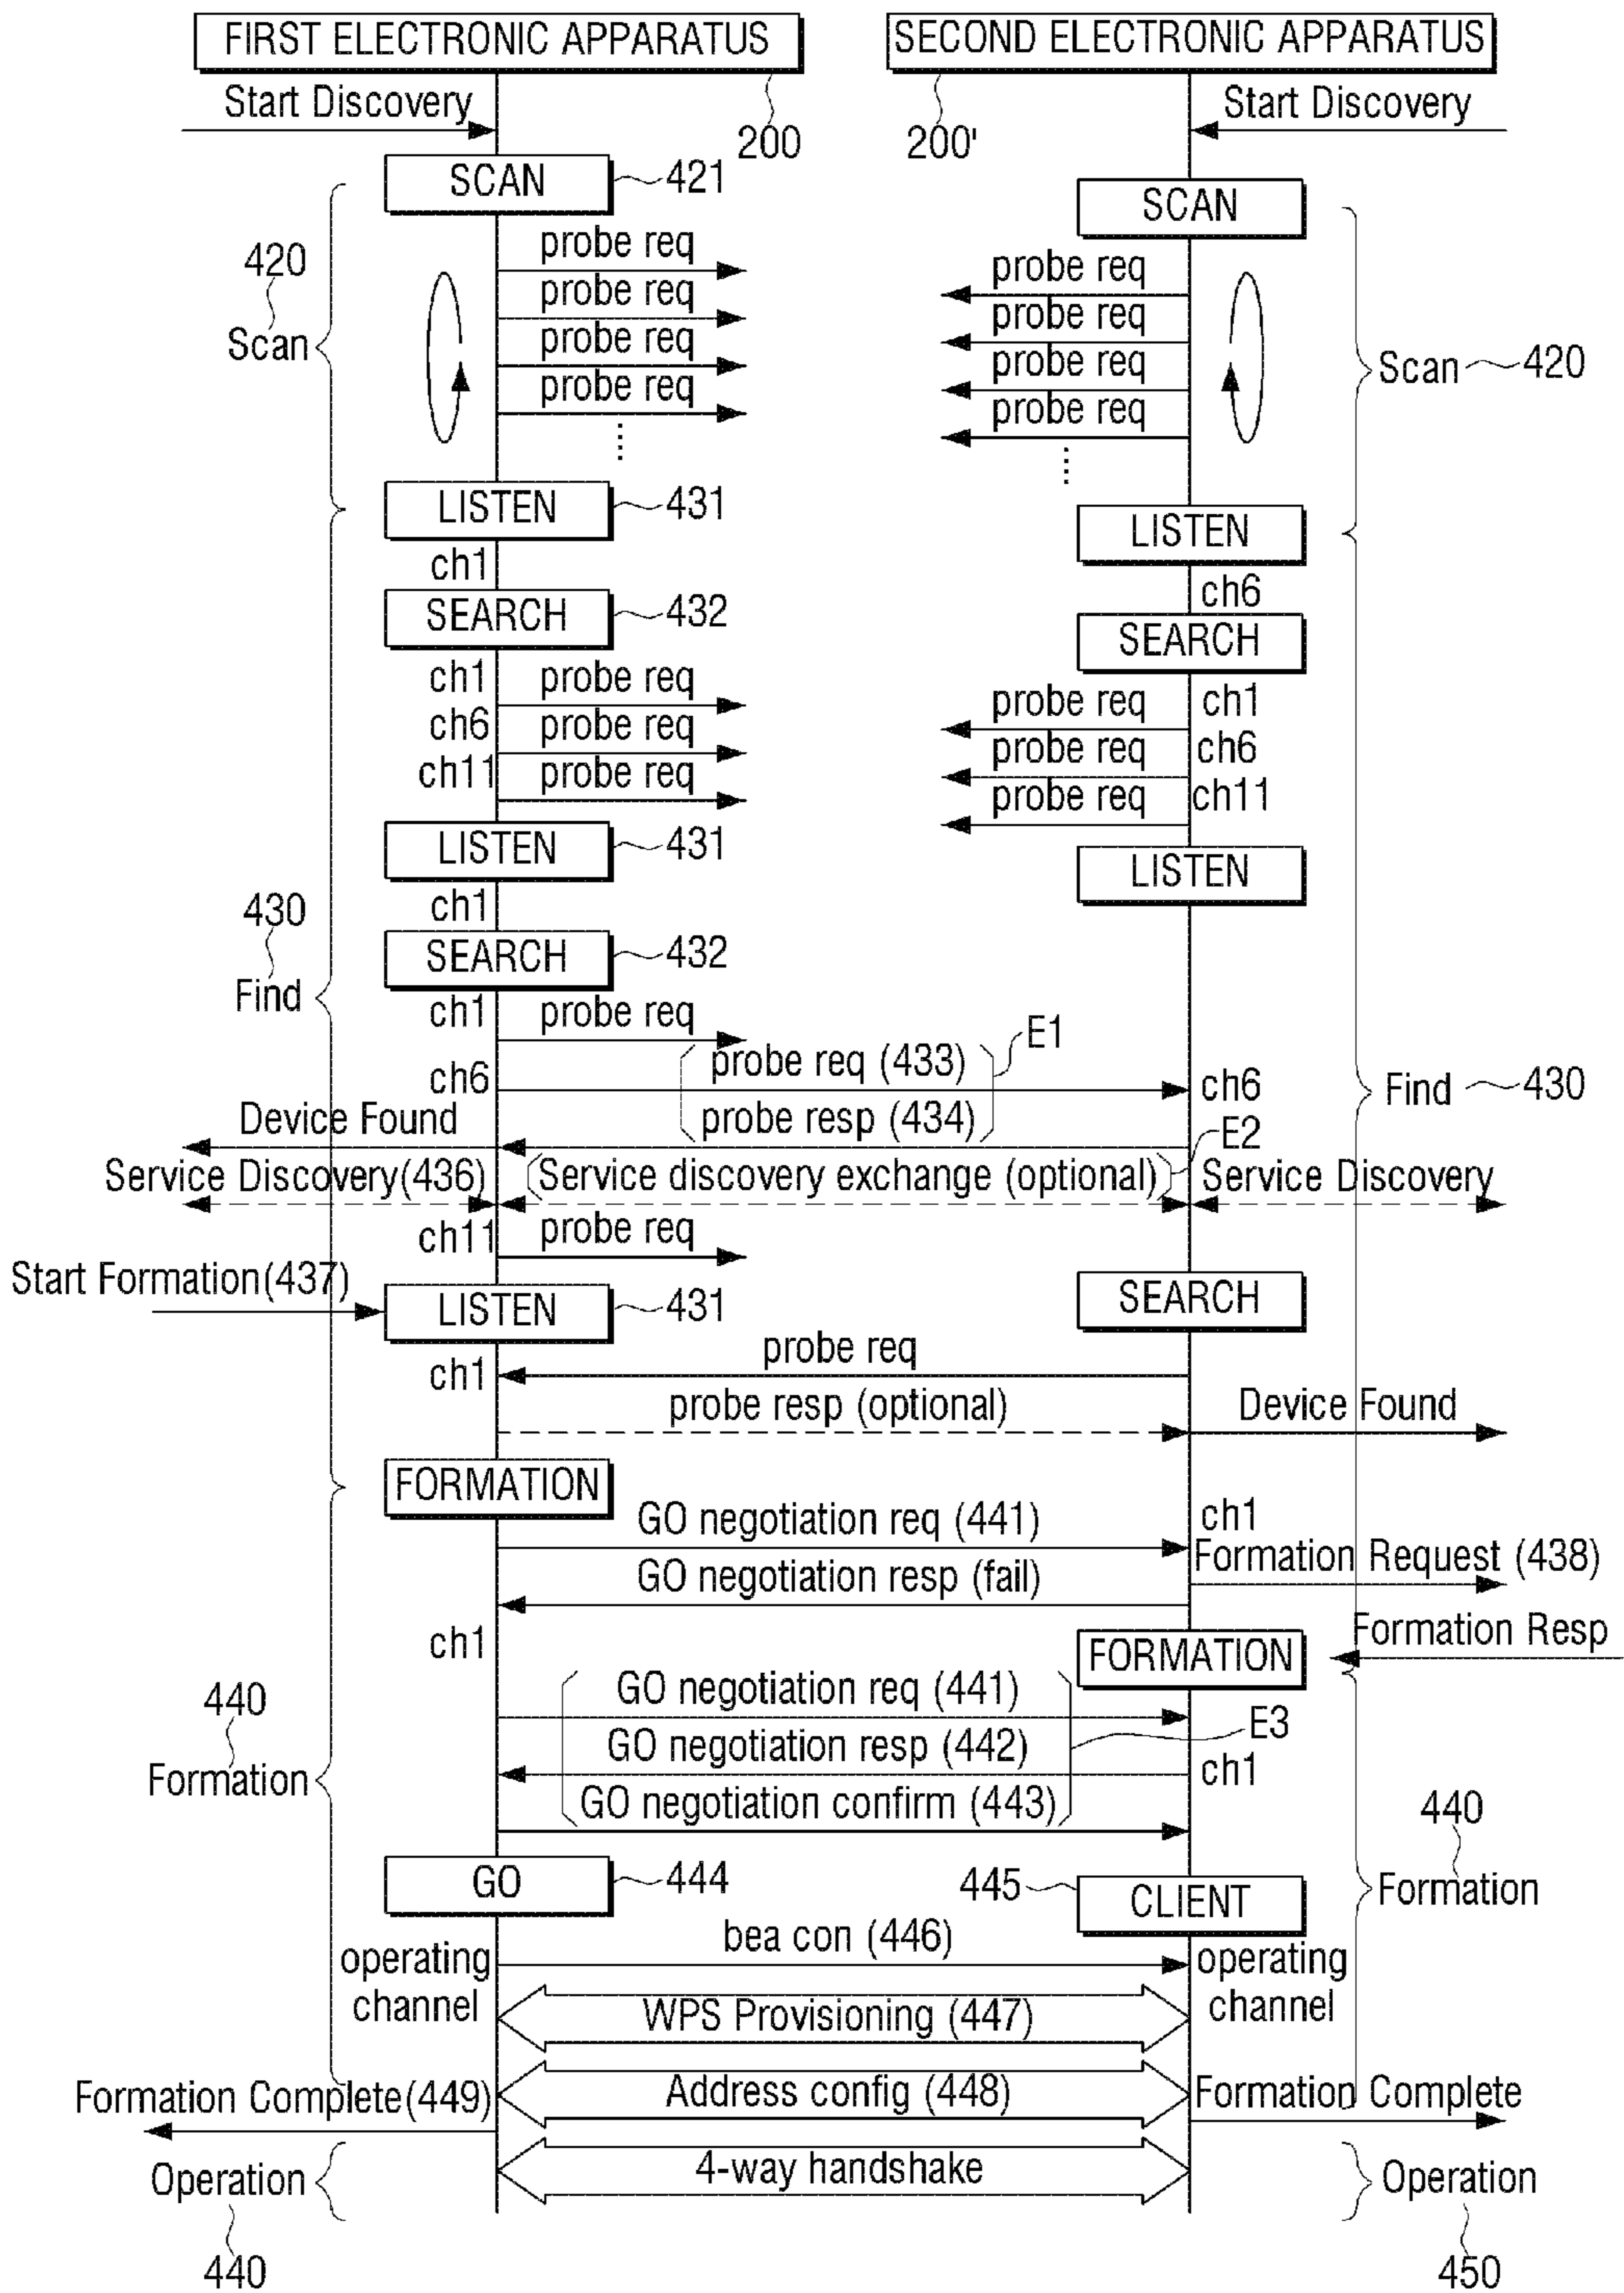 FIRST ELECTRONIC APPARATUS
SECOND ELECTRONIC APPARATUS
Start Discovery
200
200'
Start Discovery
SCAN
421
SCAN
probe req
probe req
420
probe req
probe req
Scan
probe req
probe req
Scan
420
probe req
probe req
LISTEN
431
LISTEN
ch1
ch6
SEARCH
432
SEARCH
ch1
probe req
probe req
ch1
ch6
probe req
probe req
ch6
ch11
probe req
probe req
ch11
LISTEN
431
LISTEN
ch1
430
SEARCH
432
Find
ch1
probe req
E1
probe req (433)
ch6
ch6
Find
430
Device Found
probe resp (434)
E2
Service Discovery(436)
Service discovery exchange (optional)
Service Discovery
ch11
probe req
Start Formation(437)
LISTEN
431
SEARCH
probe req
ch1
probe resp (optional)
Device Found
FORMATION
GO negotiation req (441)
ch1
GO negotiation resp (fail)
Formation Request (438)
ch1
FORMATION
Formation Resp
GO negotiation req (441)
440
E3
GO negotiation resp (442)
Formation
ch1
GO negotiation confirm (443)
440
GO
444
445
CLIENT
Formation
bea con (446)
operating
channel
operating
channel
WPS Provisioning (447)
Formation Complete(449)
Address config (448)
Formation Complete
4-way handshake
Operation
Operation
440
450